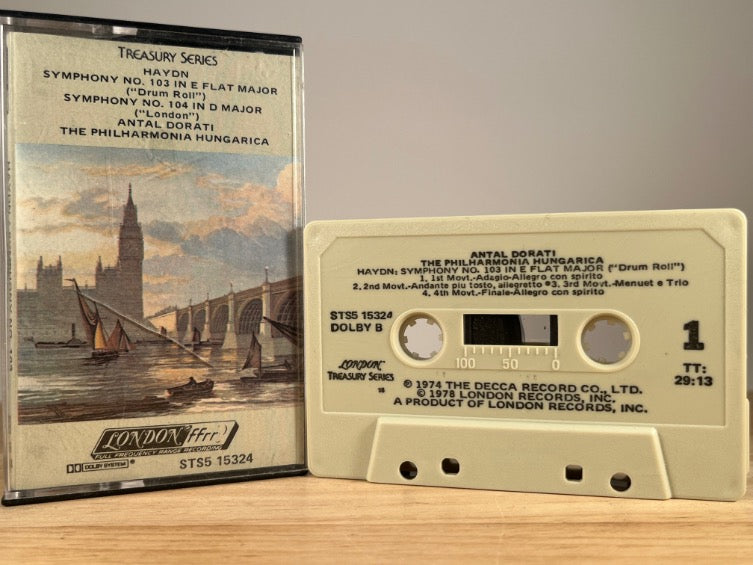 TREASURY SERIES
HAYDN
SYMPHONY NO. 103 IN E FLAT MAJOR
("Drum Roll")
SYMPHONY NO. 104 IN D MAJOR
("London")
ANTAL DORATI
THE PHILHARMONIA HUNGARICA
LONDON ffrr
FULL FREQUENCY RANGE RECORDING
DOLBY SYSTEM
STS5 15324
ANTAL DORATI
THE PHILHARMONIA HUNGARICA
HAYDN: SYMPHONY NO. 103 IN E FLAT MAJOR ("Drum Roll")
1. 1st Movt.-Adagio-Allegro con spirito
2. 2nd Movt.-Andante piu tosto, allegretto *3. 3rd Movt.-Menuet e Trio
4. 4th Movt.-Finale-Allegro con spirito
STS5 15324
DOLBY B
1
100 50 0
TT:
29:13
LONDON
TREASURY SERIES
© 1974 THE DECCA RECORD CO., LTD.
© 1978 LONDON RECORDS, INC.
A PRODUCT OF LONDON RECORDS, INC.